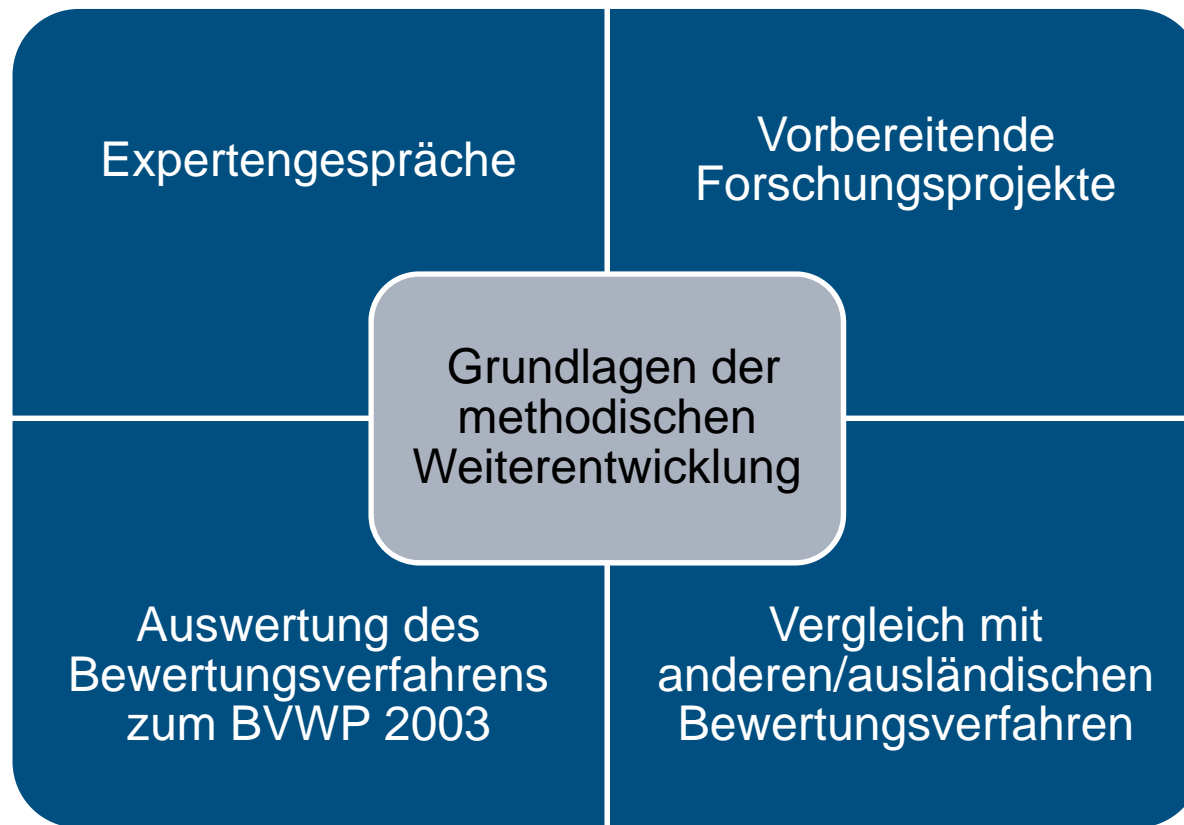 Expertengespräche
Vorbereitende
Forschungsprojekte
Grundlagen der
methodischen
Weiterentwicklung
Auswertung des
Bewertungsverfahrens
zum BVWP 2003
Vergleich mit
anderen/ausländischen
Bewertungsverfahren